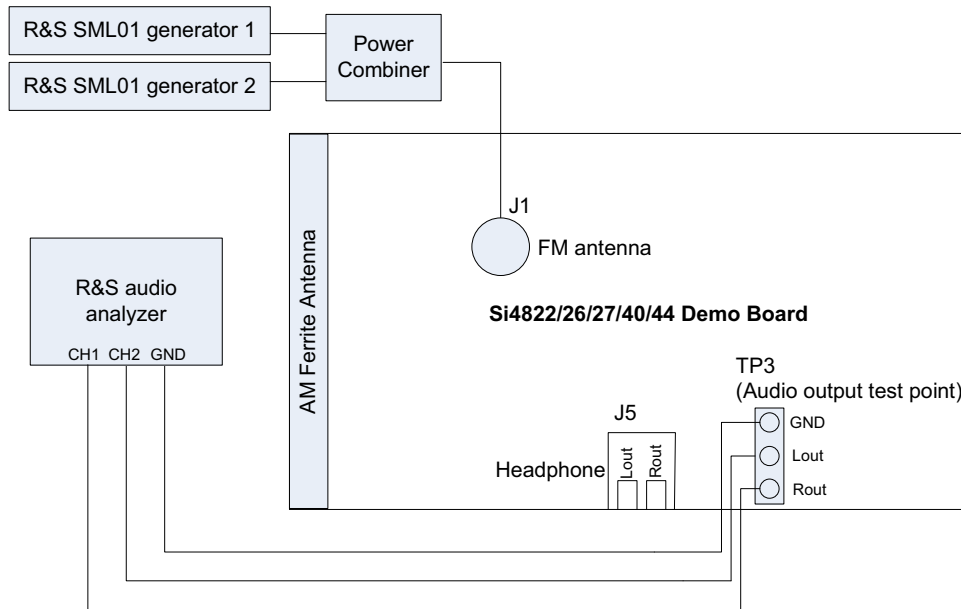 R&S SML01 generator 1
R&S SML01 generator 2
Power
Combiner
J1
FM antenna
AM Ferrite Antenna
R&S audio
analyzer
CH1 CH2 GND
Si4822/26/27/40/44 Demo Board
TP3
(Audio output test point)
GND
Lout
Rout
J5
Headphone
Lout
Rout